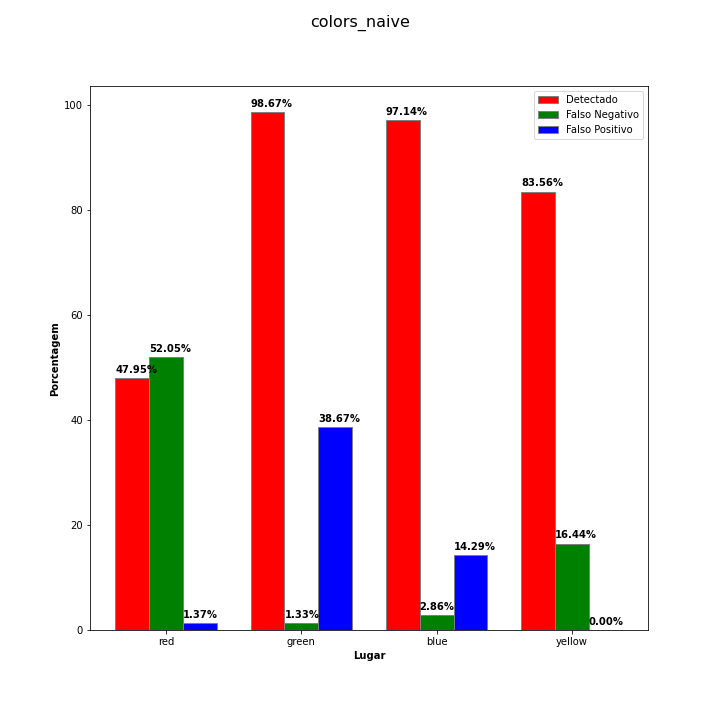 colors_naive
Detectado
Falso Negativo
Falso Positivo
Porcentagem
100
80
60
40
20
0
47.95%
52.05%
1.37%
98.67%
1.33%
38.67%
97.14%
2.86%
14.29%
83.56%
16.44%
0.00%
red
green
blue
yellow
Lugar